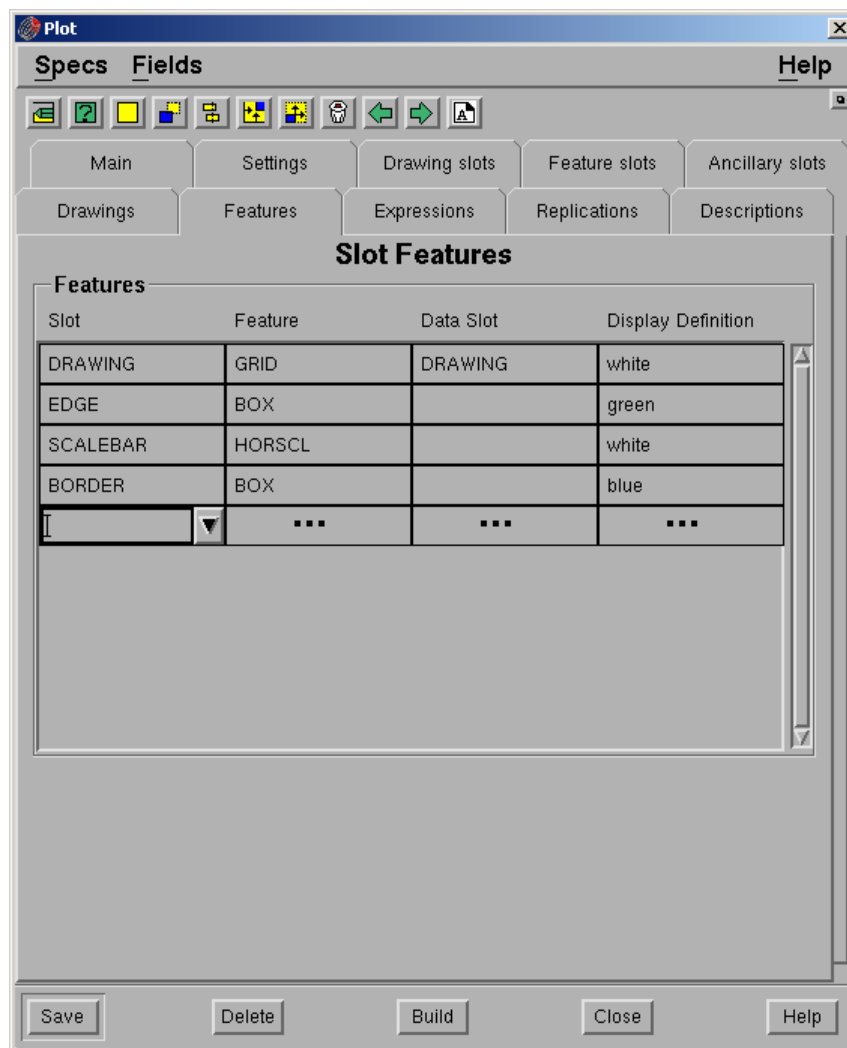 Plot
Specs Fields Help
Main Settings Drawing slots Feature slots Ancillary slots
Drawings Features Expressions Replications Descriptions
Slot Features
Features
Slot Feature Data Slot Display Definition
DRAWING GRID DRAWING white
EDGE BOX green
SCALEBAR HORSCL white
BORDER BOX blue
... ... ...
Save Delete Build Close Help